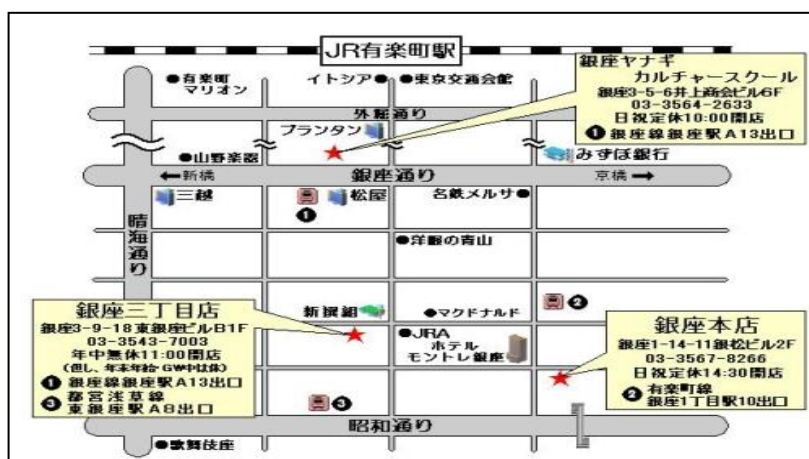 JR有楽町駅
●有楽町
マリオン
イトシア●
●東京交通会館
銀座ヤナギ
カルチャースクール
銀座3-5-6井上商会ビル6F
03-3564-2633
日祝定休10:00開店
❶銀座線銀座駅A13出口
外堀通り
プランタン
●山野楽器
みずほ銀行
←新橋
銀座通り
京橋→
三越
松屋
❶
名鉄メルサ●
晴海通り
●洋服の青山
❷
銀座三丁目店
銀座3-9-18東銀座ビルB1F
03-3543-7003
年中無休11:00開店
(但し、年末年始・GW中は休)
❶銀座線銀座駅A13出口
❸都営浅草線
東銀座駅A8出口
新撰組
●マクドナルド
●JRA
ホテル
モントレ銀座
銀座本店
銀座1-14-11銀松ビル2F
03-3567-8266
日祝定休14:30開店
❷有楽町線
銀座1丁目駅10出口
❸
昭和通り
●歌舞伎座